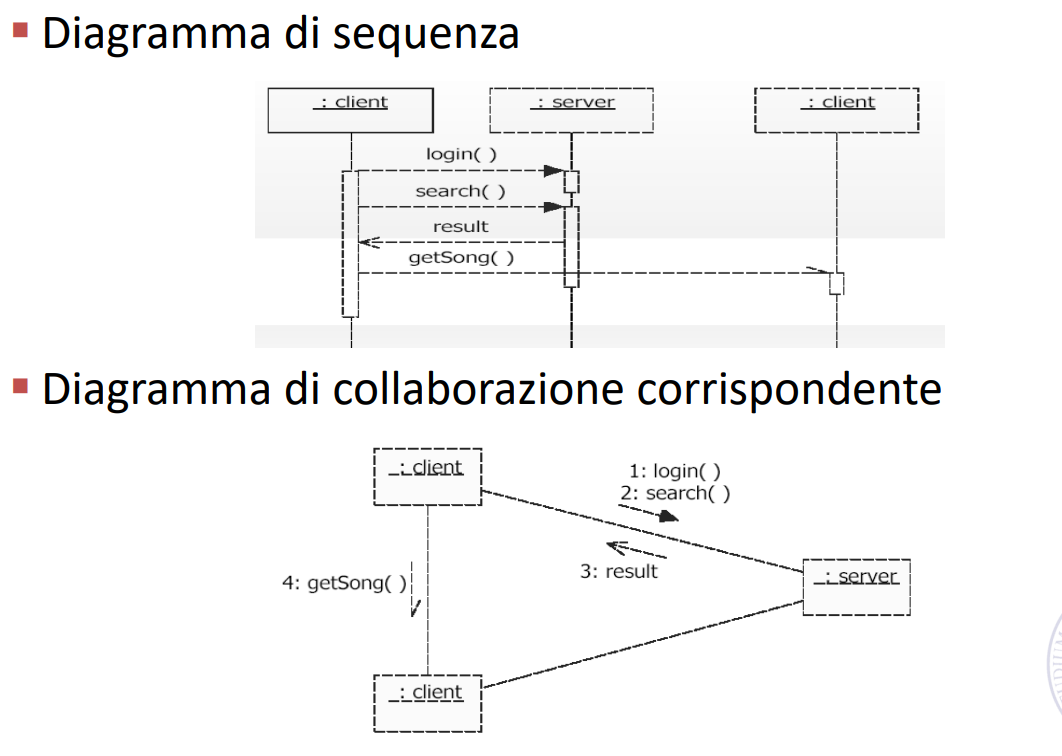 Diagramma di sequenza
: client
: server
: client
login( )
search( )
result
getSong( )
Diagramma di collaborazione corrispondente
: client
1: login( )
2: search( )
3: result
: server
4: getSong( )
: client